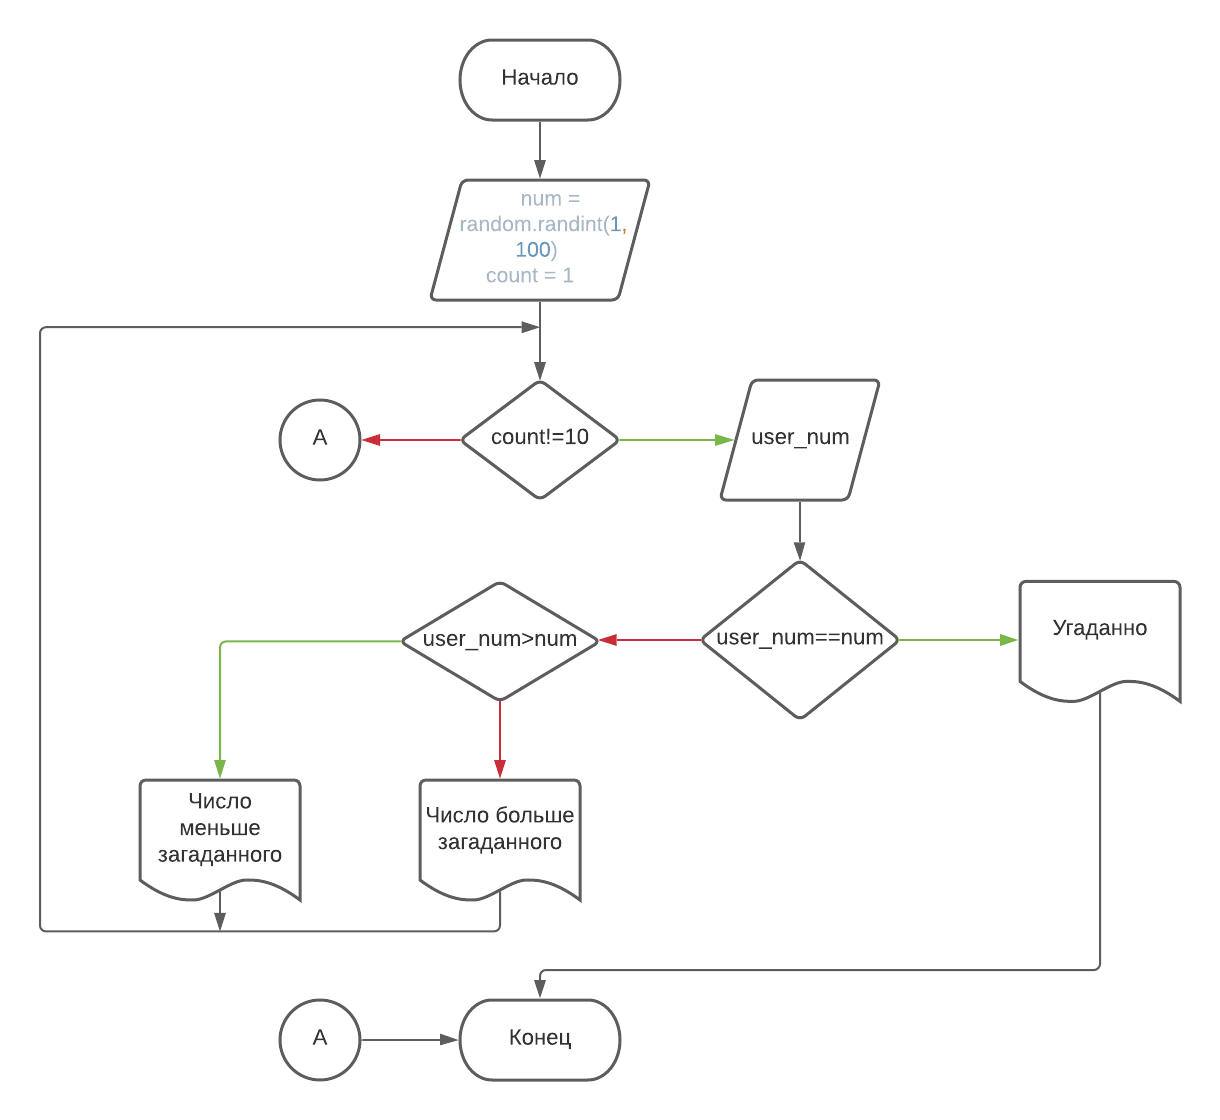 Начало
num =
random.randint(1,
100)
count = 1
A
count!=10
user_num
user_num>num
user_num==num
Угаданно
Число
меньше
загаданного
Число больше
загаданного
A
Конец